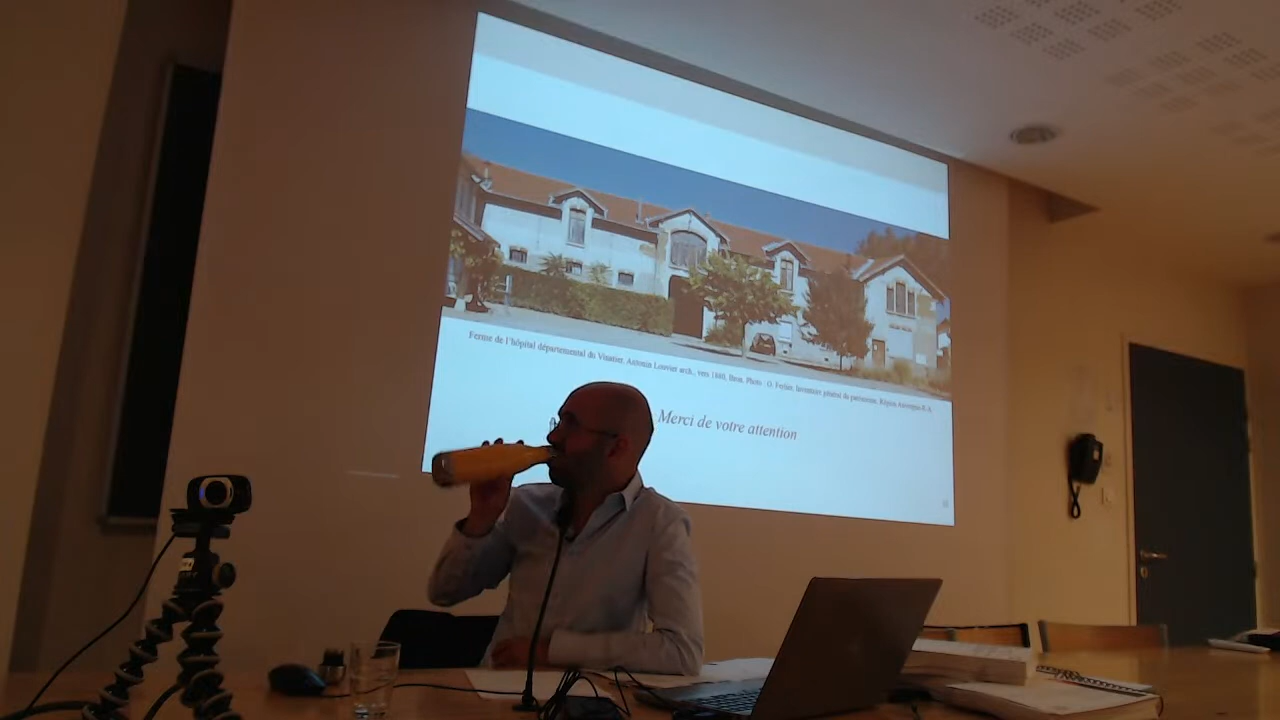 Ferme de l'hôpital départemental du Vinatier, Antonin Louvier arch., vers 1880, Bron. Photo : O. Ferlus, Inventaire général du patrimoine, Région Auvergne-R.A.
Merci de votre attention